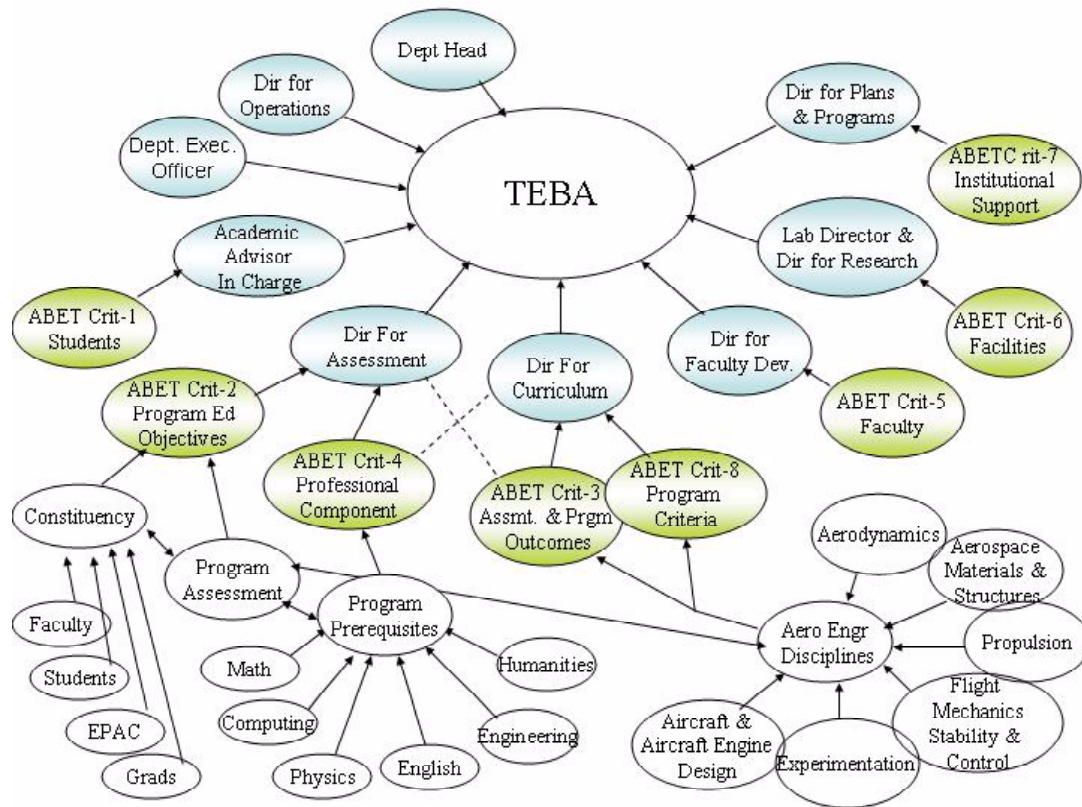 Dept Head
Dir for
Operations
Dir for Plans
& Programs
Dept. Exec.
Officer
ABETC rit-7
Institutional
Support
TEBA
Academic
Advisor
In Charge
Lab Director &
Dir for Research
ABET Crit-1
Students
Dir For
Assessment
Dir For
Curriculum
Dir for
Faculty Dev.
ABET Crit-6
Facilities
ABET Crit-2
Program Ed
Objectives
ABET Crit-5
Faculty
ABET Crit-4
Professional
Component
ABET Crit-3
Assmt. & Prgm
Outcomes
ABET Crit-8
Program
Criteria
Constituency
Program
Assessment
Program
Prerequisites
Aerodynamics
Aerospace
Materials &
Structures
Aero Engr
Disciplines
Propulsion
Faculty
Students
EPAC
Grads
Math
Computing
Physics
English
Engineering
Humanities
Aircraft &
Aircraft Engine
Design
Experimentation
Flight
Mechanics
Stability &
Control